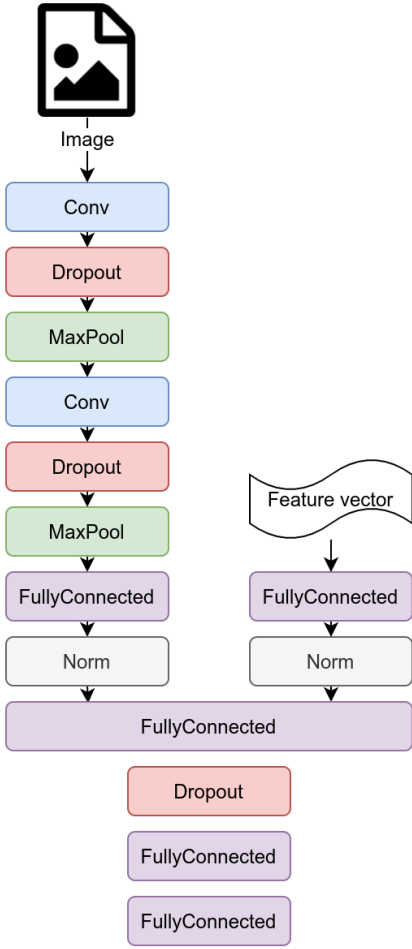 Image
Conv
Dropout
MaxPool
Conv
Dropout
MaxPool
Feature vector
FullyConnected
FullyConnected
Norm
Norm
FullyConnected
Dropout
FullyConnected
FullyConnected